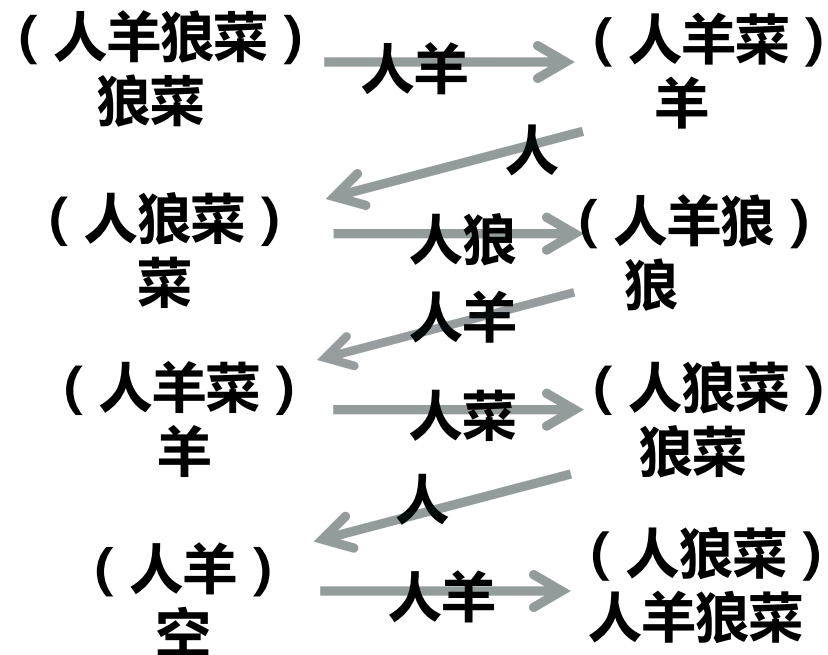 （人羊狼菜）
狼菜
人羊
（人羊菜）
羊
人
（人狼菜）
菜
人狼
（人羊狼）
狼
人羊
（人羊菜）
羊
人菜
（人狼菜）
狼菜
人
（人羊）
空
人羊
（人狼菜）
人羊狼菜